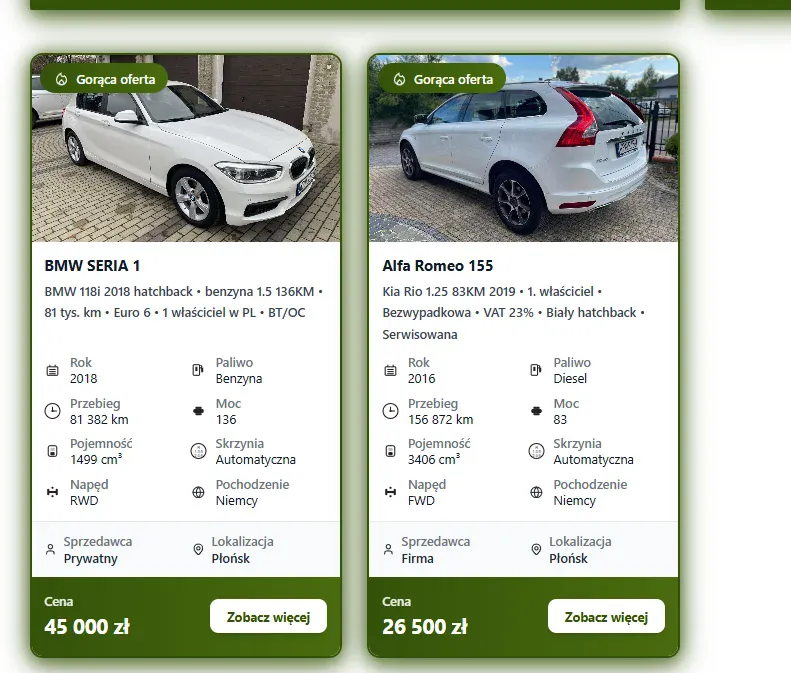 Gorąca oferta
BMW SERIA 1
BMW 118i 2018 hatchback • benzyna 1.5 136KM •
81 tys. km • Euro 6 • 1 właściciel w PL • BT/OC
Rok
2018
Paliwo
Benzyna
Przebieg
81 382 km
Moc
136
Pojemność
1499 cm³
Skrzynia
Automatyczna
Napęd
RWD
Pochodzenie
Niemcy
Sprzedawca
Prywatny
Lokalizacja
Płońsk
Cena
45 000 zł
Zobacz więcej
Gorąca oferta
Alfa Romeo 155
Kia Rio 1.25 83KM 2019 • 1. właściciel •
Bezwypadkowa • VAT 23% • Biały hatchback •
Serwisowana
Rok
2016
Paliwo
Diesel
Przebieg
156 872 km
Moc
83
Pojemność
3406 cm³
Skrzynia
Automatyczna
Napęd
FWD
Pochodzenie
Niemcy
Sprzedawca
Firma
Lokalizacja
Płońsk
Cena
26 500 zł
Zobacz więcej